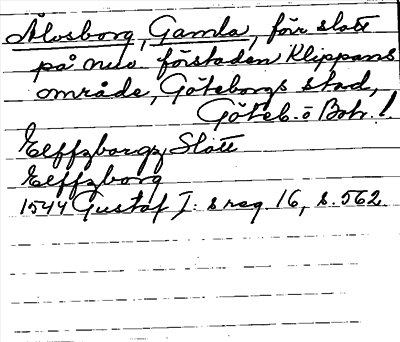 Älvsborg, Gamla, förr slott
på nuv. förstaden Klippans
område, Göteborgs stad,
Göteb. o Boh. l.
Elffzborgz Slott
Elffzborg
1544 Gustaf I:s reg. 16, s. 562.